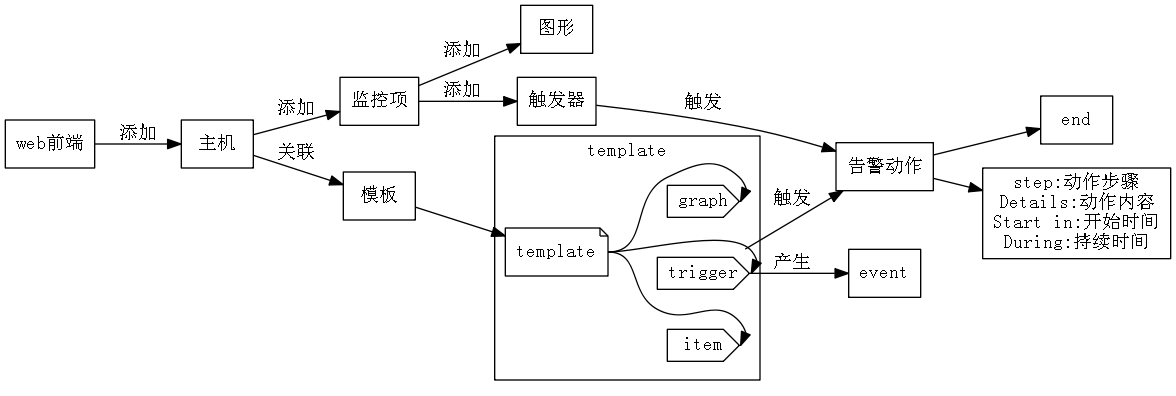 web前端
添加
主机
添加
关联
监控项
模板
添加
添加
图形
触发器
template
template
graph
trigger
item
触发
触发
产生
告警动作
event
end
step:动作步骤
Details:动作内容
Start in:开始时间
During:持续时间